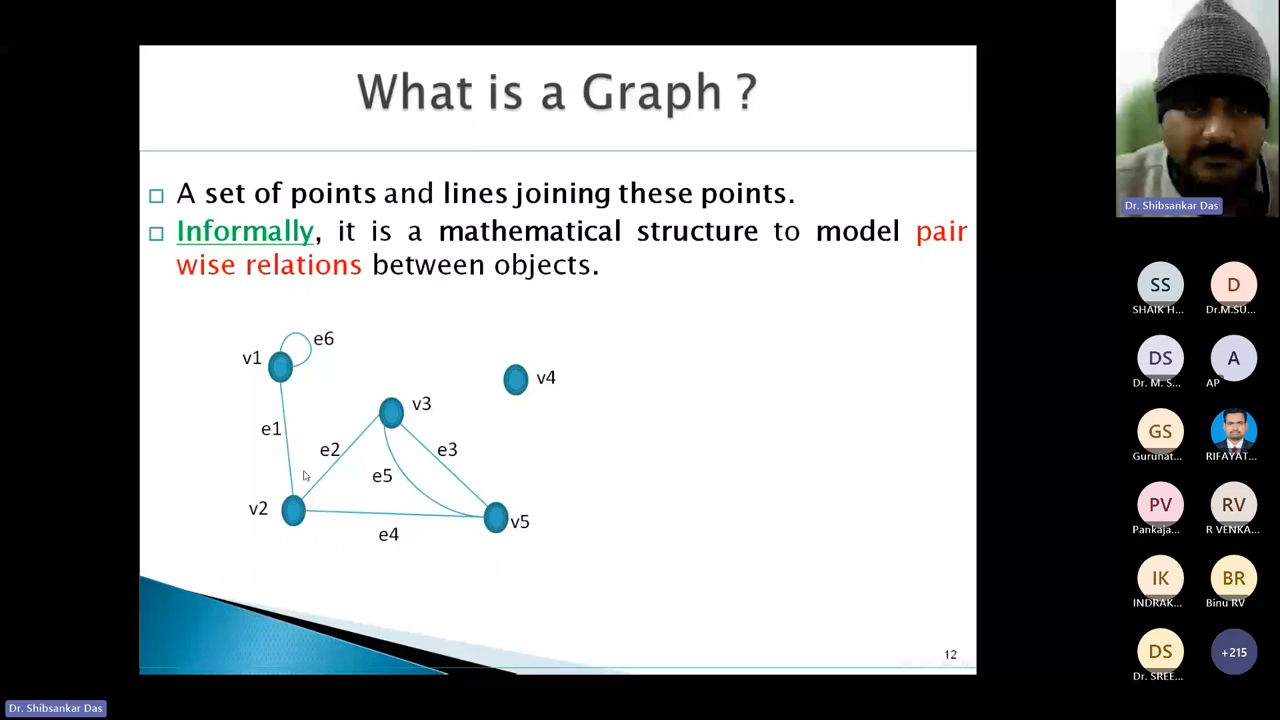 What is a Graph ?
A set of points and lines joining these points.
Informally, it is a mathematical structure to model pair
wise relations between objects.
e6
v1
v4
v3
e1
e2
e3
e5
v2
v5
e4
12
Dr. Shibsankar Das
SS
D
SHAIK H...
Dr.M.SU...
DS
A
Dr. M. S...
AP
GS
Gurunat...
RIFAYAT...
PV
RV
Pankaja...
R VENKA...
IK
BR
INDRAK...
Binu RV
DS
+215
Dr. SREE...
Dr. Shibsankar Das